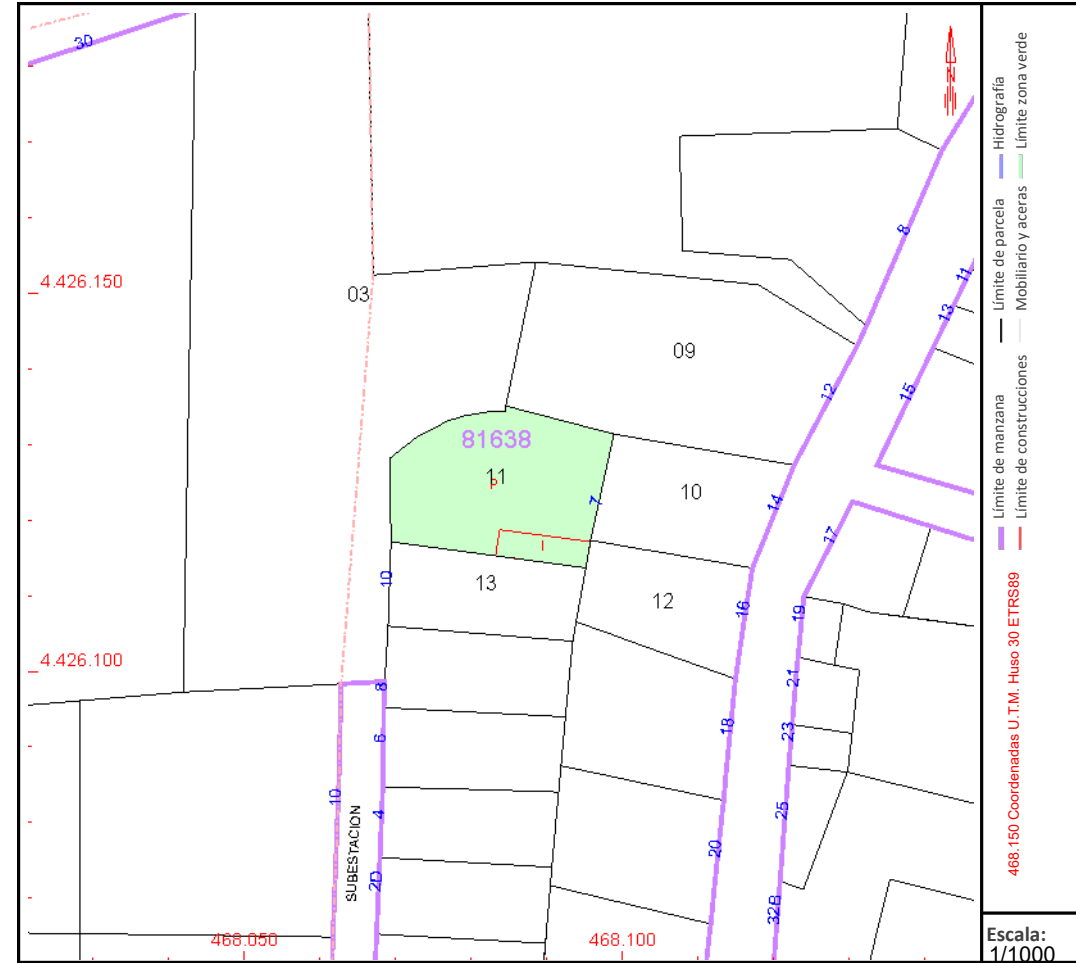 30
N
8
11
13
15
4.426.150
03
09
12
81638
11
P
7
10
14
17
I
10
13
12
16
19
4.426.100
8
21
18
6
23
10
4
25
SUBESTACION
20
2D
32B
468.050
468.100
Límite de manzana
Límite de parcela
Hidrografía
Límite de construcciones
Mobiliario y aceras
Límite zona verde
468.150 Coordenadas U.T.M. Huso 30 ETRS89
Escala:
1/1000